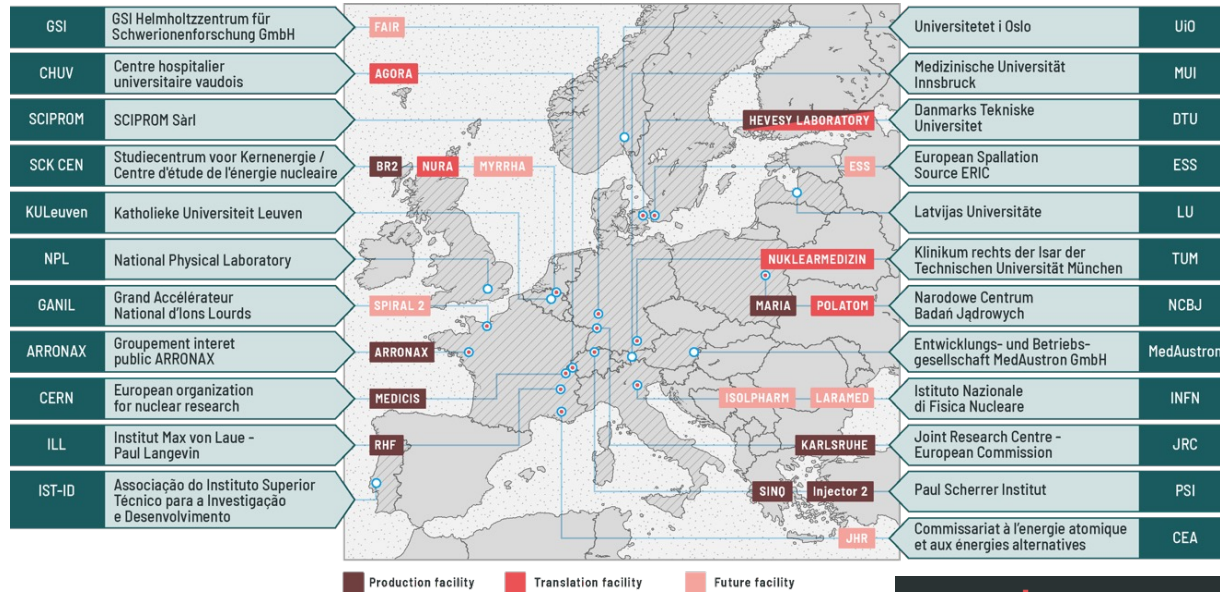 GSI
GSI Helmholtzzentrum für
Schwerionenforschung GmbH
FAIR
CHUV
Centre hospitalier
universitaire vaudois
AGORA
SCIPROM
SCIPROM Sàrl
SCK CEN
Studiecentrum voor Kernenergie /
Centre d'étude de l'énergie nucleaire
BR2 NURA MYRRHA
KULeuven
Katholieke Universiteit Leuven
NPL
National Physical Laboratory
GANIL
Grand Accélérateur
National d'Ions Lourds
SPIRAL 2
ARRONAX
Groupement interet
public ARRONAX
ARRONAX
CERN
European organization
for nuclear research
MEDICIS
ILL
Institut Max von Laue -
Paul Langevin
RHF
IST-ID
Associação do Instituto Superior
Técnico para a Investigação
e Desenvolvimento
Universitetet i Oslo
UiO
Medizinische Universität
Innsbruck
MUI
HEVESY LABORATORY
Danmarks Tekniske
Universitet
DTU
ESS
European Spallation
Source ERIC
ESS
Latvijas Universitāte
LU
NUKLEARMEDIZIN
Klinikum rechts der Isar der
Technischen Universität München
TUM
MARIA POLATOM
Narodowe Centrum
Badań Jądrowych
NCBJ
Entwicklungs- und Betriebs-
gesellschaft MedAustron GmbH
MedAustron
ISOLPHARM LARAMED
Istituto Nazionale
di Fisica Nucleare
INFN
KARLSRUHE
Joint Research Centre -
European Commission
JRC
SINQ Injector 2
Paul Scherrer Institut
PSI
JHR
Commissariat à l'energie atomique
et aux énergies alternatives
CEA
Production facility Translation facility Future facility